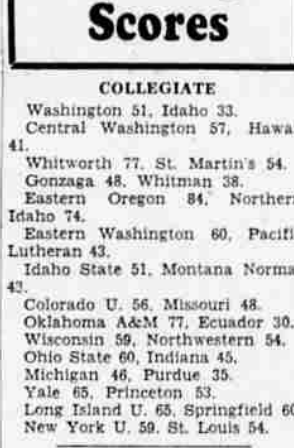 Scores
COLLEGIATE
Washington 51, Idaho 33.
Central Washington 57, Hawa
41.
Whitworth 77, St. Martin's 54.
Gonzaga 48, Whitman 38.
Eastern Oregon 84, Northern
Idaho 74.
Eastern Washington 60, Pacifi
Lutheran 43.
Idaho State 51, Montana Norma
42.
Colorado U. 56, Missouri 48.
Oklahoma A&M 77, Ecuador 30.
Wisconsin 59, Northwestern 54.
Ohio State 60, Indiana 45.
Michigan 46, Purdue 35.
Yale 65, Princeton 53.
Long Island U. 65, Springfield 60
New York U. 59, St. Louis 54.